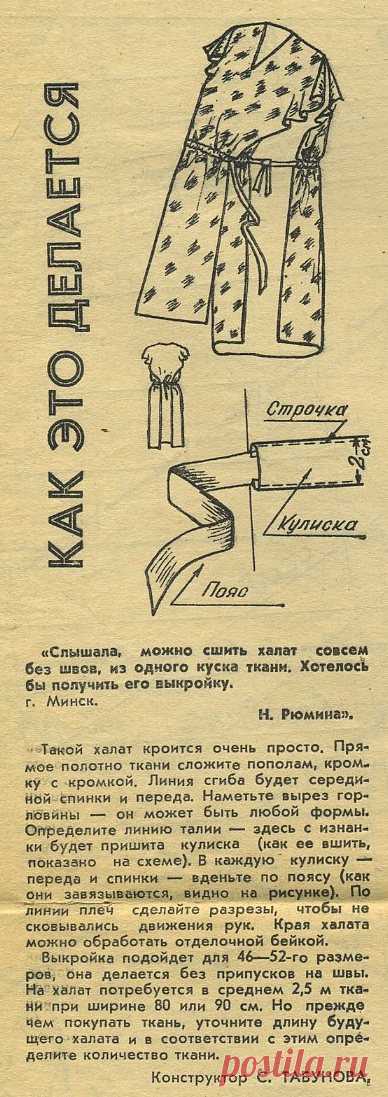 КАК ЭТО ДЕЛАЕТСЯ
Строчка
2 см
Кулиска
Пояс
«Слышала, можно сшить халат совсем
без швов, из одного куска ткани. Хотелось
бы получить его выкройку.
г. Минск.
Н. Рюмина».
Такой халат кроится очень просто. Пря-
мое полотно ткани сложите пополам, кром-
ку с кромкой. Линия сгиба будет середи-
ной спинки и переда. Наметьте вырез гор-
ловины — он может быть любой формы.
Определите линию талии — здесь с изнан-
ки будет пришита кулиска (как ее вшить,
показано на схеме). В каждую кулиску —
переда и спинки — вденьте по поясу (как
они завязываются, видно на рисунке). По
линии плеч сделайте разрезы, чтобы не
сковывались движения рук. Края халата
можно обработать отделочной бейкой.
Выкройка подойдет для 46—52-го разме-
ров, она делается без припусков на швы.
На халат потребуется в среднем 2,5 м тка-
ни при ширине 80 или 90 см. Но прежде
чем покупать ткань, уточните длину буду-
щего халата и в соответствии с этим опре-
делите количество ткани.
Конструктор С. ТАБУНОВА.
postila.ru